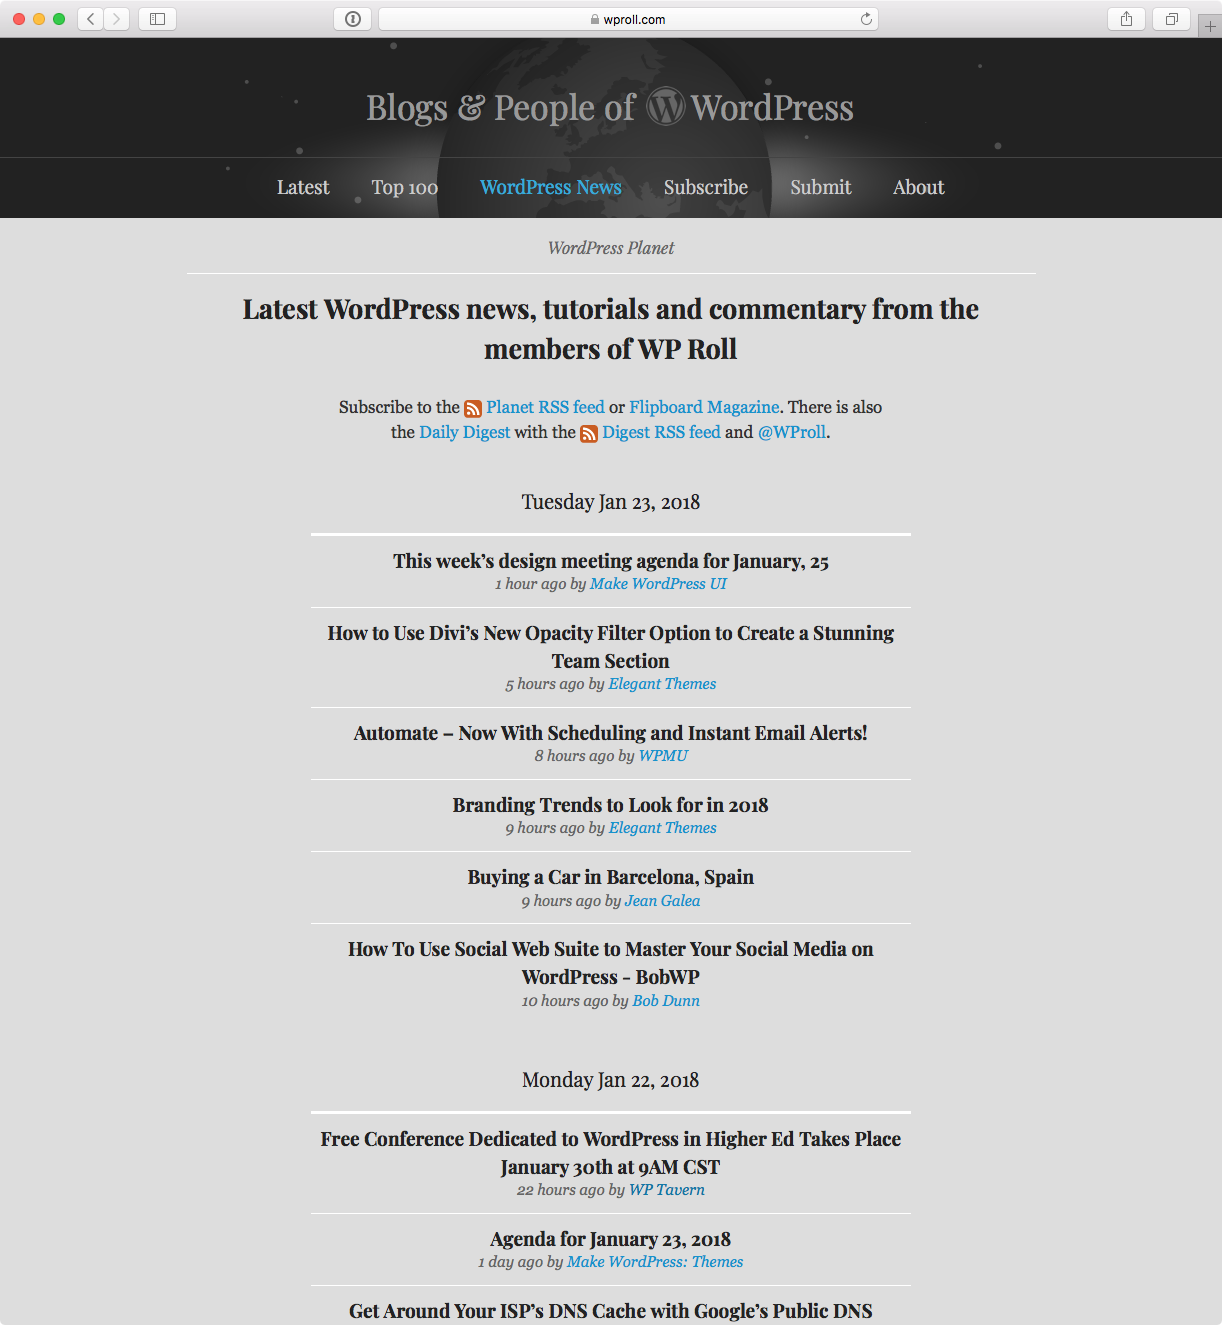 wproll.com
Blogs & People of WordPress
Latest Top 100 WordPress News Subscribe Submit About
WordPress Planet
Latest WordPress news, tutorials and commentary from the
members of WP Roll
Subscribe to the Planet RSS feed or Flipboard Magazine. There is also
the Daily Digest with the Digest RSS feed and @WProll.
Tuesday Jan 23, 2018
This week’s design meeting agenda for January, 25
1 hour ago by Make WordPress UI
How to Use Divi’s New Opacity Filter Option to Create a Stunning
Team Section
5 hours ago by Elegant Themes
Automate – Now With Scheduling and Instant Email Alerts!
8 hours ago by WPMU
Branding Trends to Look for in 2018
9 hours ago by Elegant Themes
Buying a Car in Barcelona, Spain
9 hours ago by Jean Galea
How To Use Social Web Suite to Master Your Social Media on
WordPress - BobWP
10 hours ago by Bob Dunn
Monday Jan 22, 2018
Free Conference Dedicated to WordPress in Higher Ed Takes Place
January 30th at 9AM CST
22 hours ago by WP Tavern
Agenda for January 23, 2018
1 day ago by Make WordPress: Themes
Get Around Your ISP’s DNS Cache with Google’s Public DNS